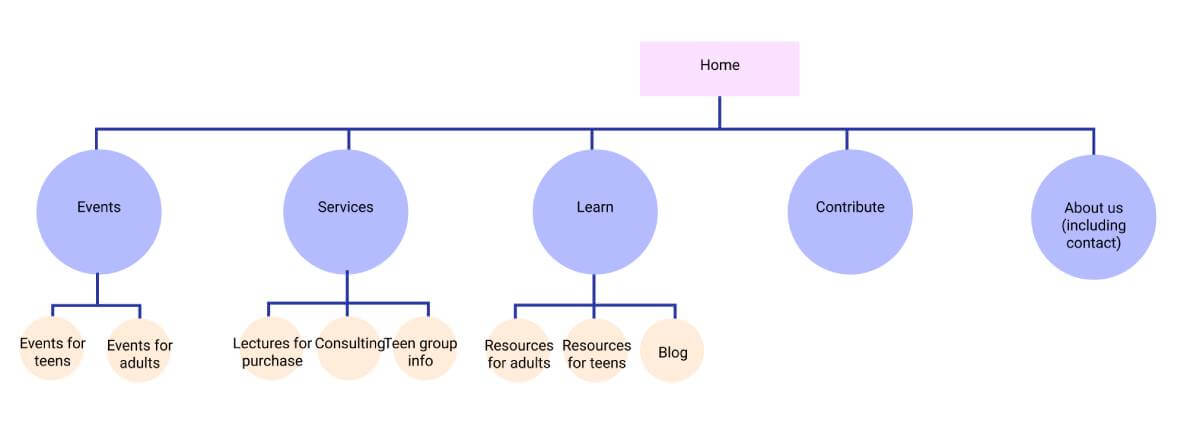 Home
Events
Services
Learn
Contribute
About us
(including
contact)
Events for
teens
Events for
adults
Lectures for
purchase
Consulting
Teen group
info
Resources
for adults
Resources
for teens
Blog